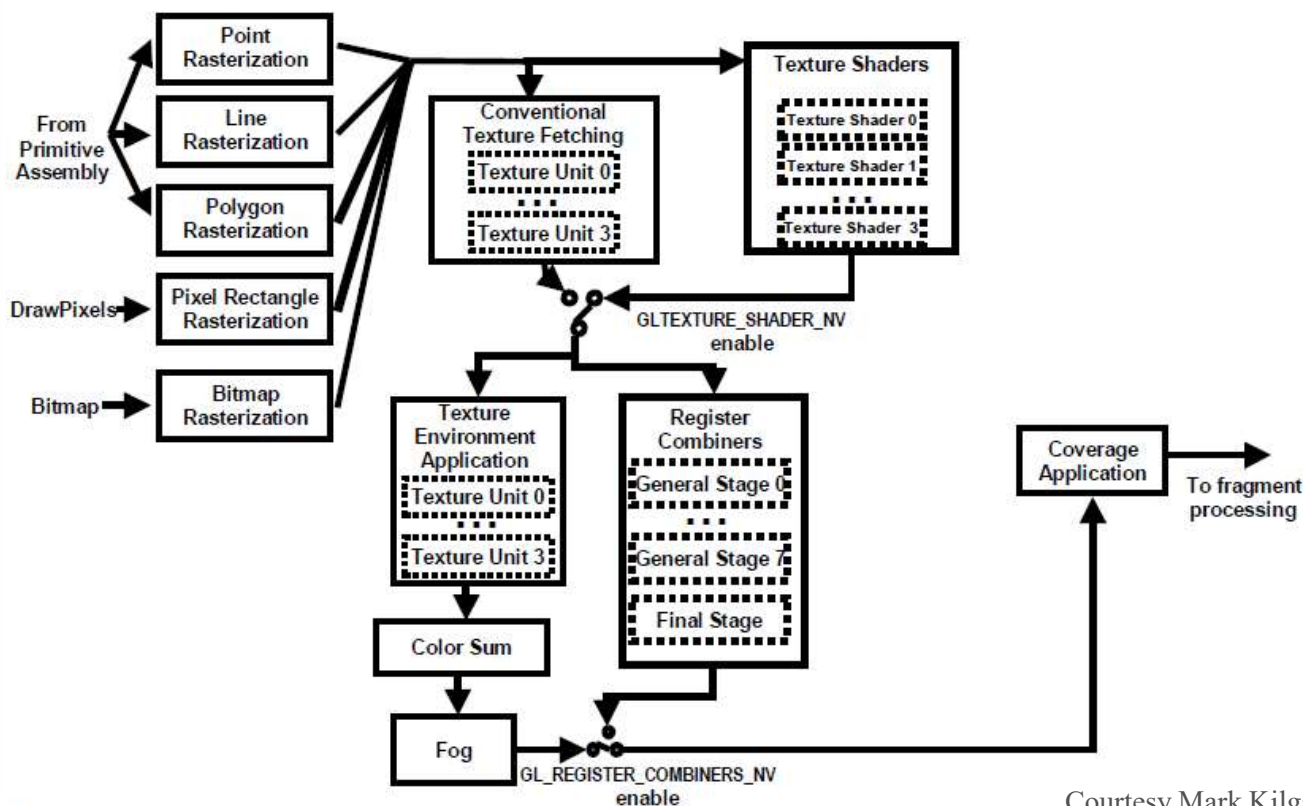 Point
Rasterization
Line
Rasterization
From
Primitive
Assembly
Polygon
Rasterization
DrawPixels
Pixel Rectangle
Rasterization
Bitmap
Bitmap
Rasterization
Conventional
Texture Fetching
Texture Unit 0
...
Texture Unit 3
Texture Shaders
Texture Shader 0
Texture Shader 1
...
Texture Shader 3
GLTEXTURE_SHADER_NV
enable
Texture
Environment
Application
Texture Unit 0
...
Texture Unit 3
Register
Combiners
General Stage 0
...
General Stage 7
Final Stage
Color Sum
Fog
GL_REGISTER_COMBINERS_NV
enable
Coverage
Application
To fragment
processing
Courtesy Mark Kilg